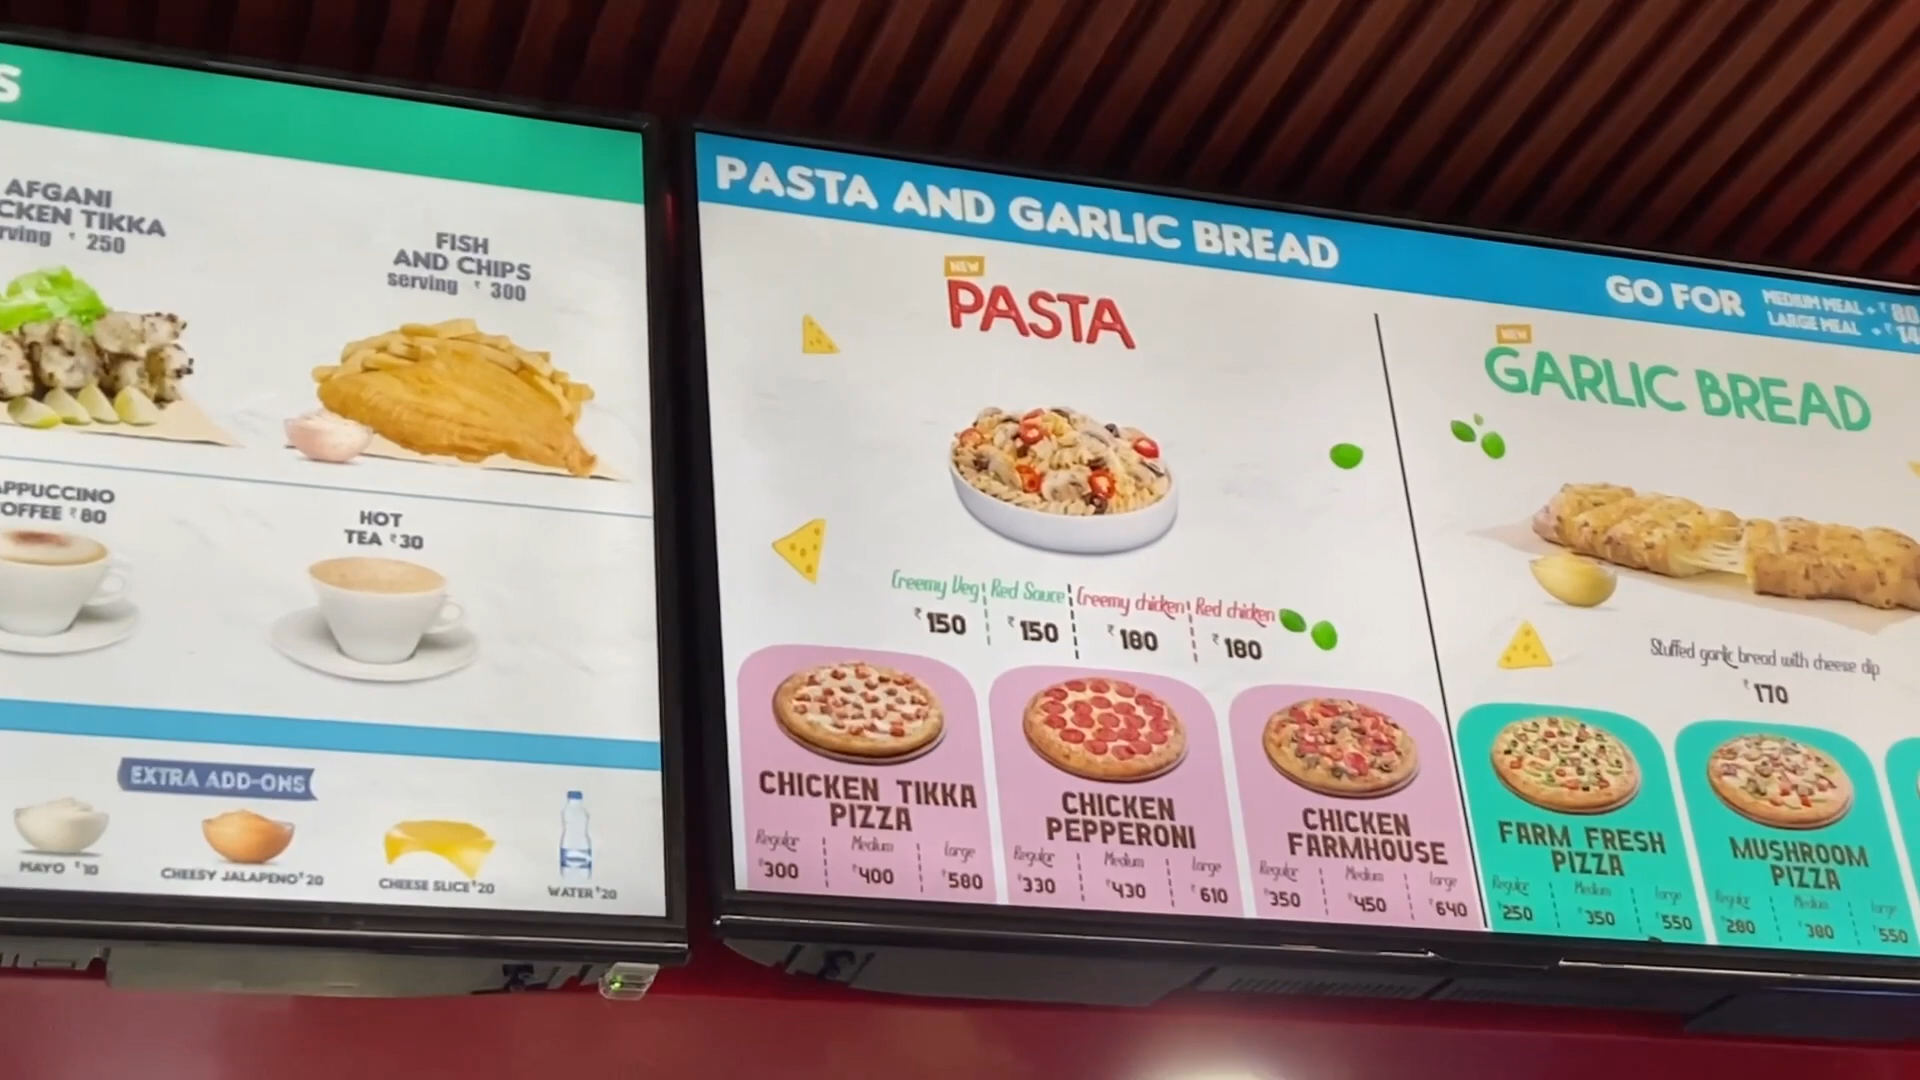 S
AFGANI
CKEN TIKKA
rving ₹ 250
FISH
AND CHIPS
serving ₹ 300
APPUCCINO
OFFEE ₹80
HOT
TEA ₹30
EXTRA ADD-ONS
MAYO ₹10
CHEESY JALAPENO ₹20
CHEESE SLICE ₹20
WATER ₹20
PASTA AND GARLIC BREAD
GO FOR
MEDIUM MEAL + ₹ 80
LARGE MEAL + ₹ 14
NEW
PASTA
Creemy Veg Red Sauce Creemy chicken Red chicken
₹150 ₹150 ₹180 ₹180
NEW
GARLIC BREAD
Stuffed garlic bread with cheese dip
₹170
CHICKEN TIKKA
PIZZA
Regular Medium large
₹300 ₹400 ₹580
CHICKEN
PEPPERONI
Regular Medium large
₹330 ₹430 ₹610
CHICKEN
FARMHOUSE
Regular Medium large
₹350 ₹450 ₹640
FARM FRESH
PIZZA
Regular Medium large
₹250 ₹350 ₹550
MUSHROOM
PIZZA
Regular Medium large
₹280 ₹380 ₹550